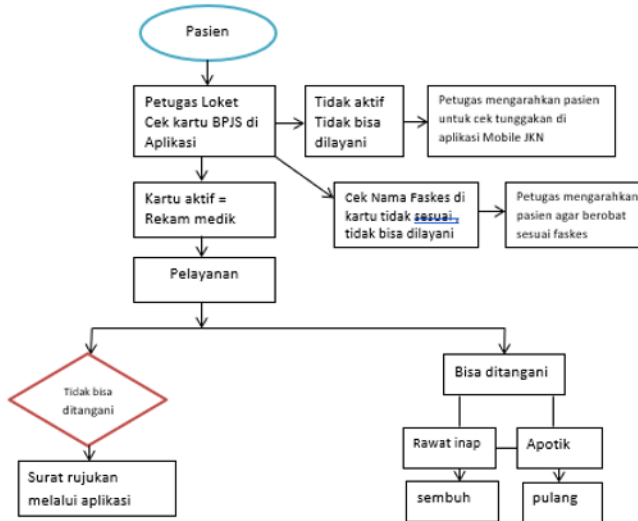 Pasien
Petugas Loket
Cek kartu BPJS di
Aplikasi
Tidak aktif
Tidak bisa
dilayani
Petugas mengarahkan pasien
untuk cek tunggakan di
aplikasi Mobile JKN
Kartu aktif =
Rekam medik
Cek Nama Faskes di
kartu tidak sesuai ,
tidak bisa dilayani
Petugas mengarahkan
pasien agar berobat
sesuai faskes
Pelayanan
Tidak bisa
ditangani
Bisa ditangani
Rawat inap
Apotik
Surat rujukan
melalui aplikasi
sembuh
pulang